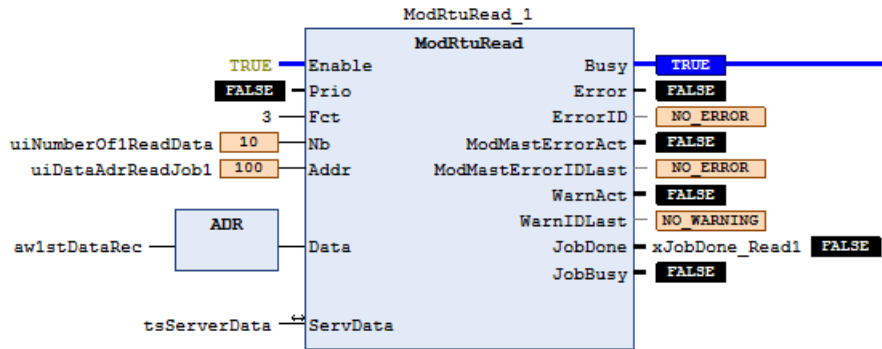 ModRtuRead_1
ModRtuRead
TRUE Enable Busy TRUE
FALSE Prio Error FALSE
3 Fct ErrorID NO_ERROR
uiNumberOf1ReadData 10 Nb ModMastErrorAct FALSE
uiDataAdrReadJob1 100 Addr ModMastErrorIDLast NO_ERROR
WarnAct FALSE
ADR WarnIDLast NO_WARNING
aw1stDataRec Data JobDone xJobDone_Read1 FALSE
JobBusy FALSE
tsServerData ServData